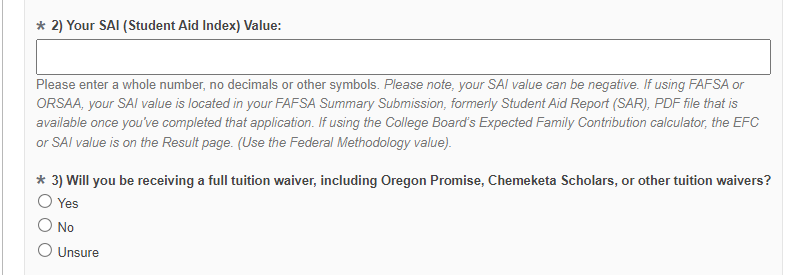 * 2) Your SAI (Student Aid Index) Value:
Please enter a whole number, no decimals or other symbols. Please note, your SAI value can be negative. If using FAFSA or
ORSAA, your SAI value is located in your FAFSA Summary Submission, formerly Student Aid Report (SAR), PDF file that is
available once you've completed that application. If using the College Board's Expected Family Contribution calculator, the EFC
or SAI value is on the Result page. (Use the Federal Methodology value).
* 3) Will you be receiving a full tuition waiver, including Oregon Promise, Chemeketa Scholars, or other tuition waivers?
Yes
No
Unsure